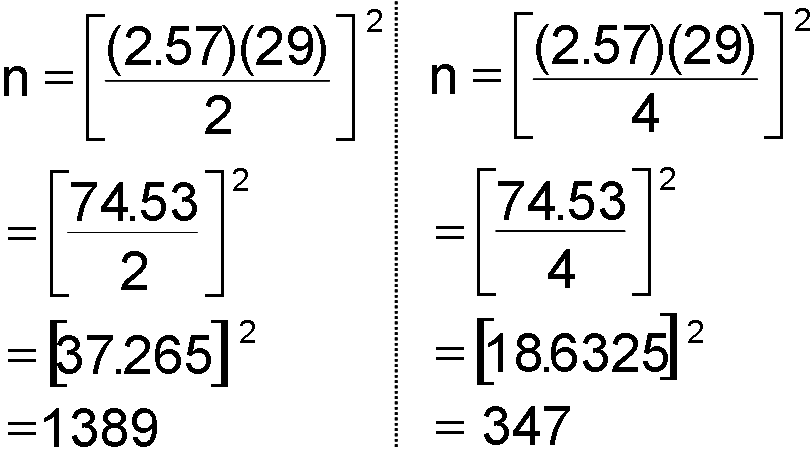 n = [(2.57)(29) / 2]²
= [74.53 / 2]²
= [37.265]²
=1389
n = [(2.57)(29) / 4]²
= [74.53 / 4]²
= [18.6325]²
= 347